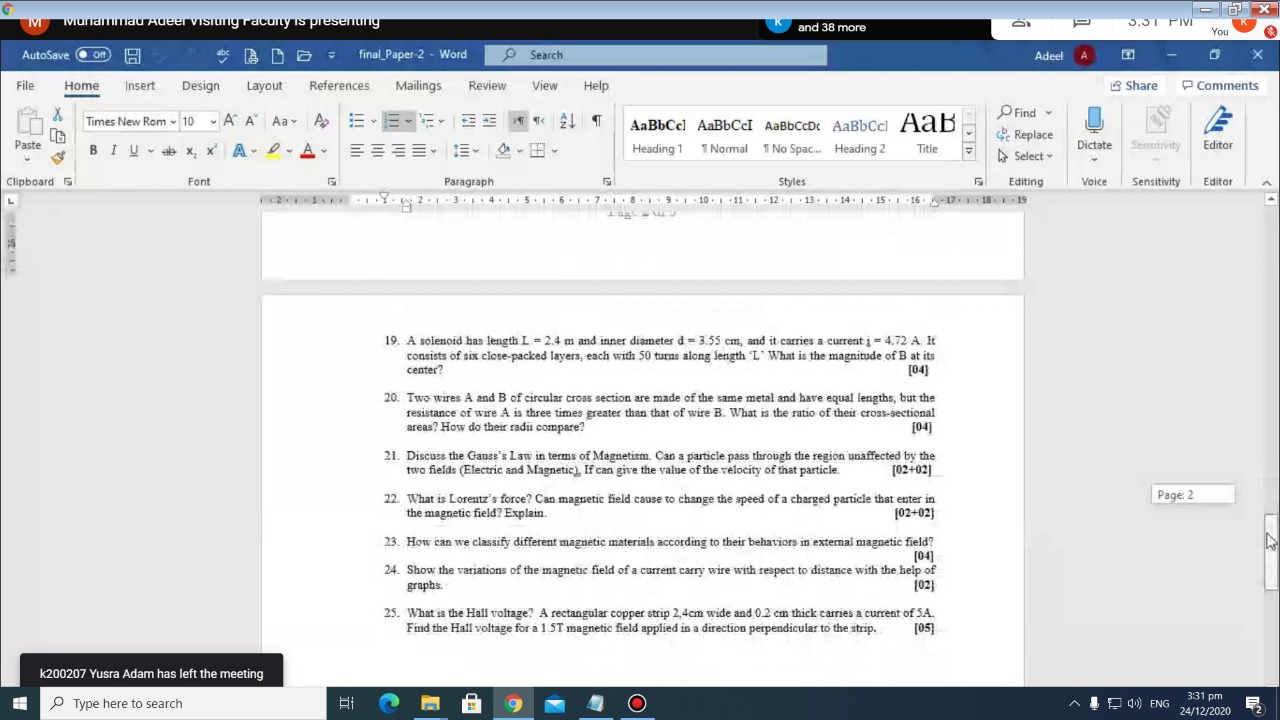 Muhammad Adeel Visiting Faculty is presenting
and 38 more
3:31 PM
You
AutoSave Off
final_Paper-2 - Word
Search
Adeel
File Home Insert Design Layout References Mailings Review View Help
Share Comments
Times New Rom 10
Paste
AaBbCcI AaBbCcI AaBbCcDc AaBbCcI AaB
Heading 1 ¶ Normal ¶ No Spac... Heading 2 Title
Find
Replace
Select
Dictate
Sensitivity
Editor
Clipboard Font Paragraph Styles Editing Voice Sensitivity Editor
19. A solenoid has length L = 2.4 m and inner diameter d = 3.55 cm, and it carries a current i = 4.72 A. It
consists of six close-packed layers, each with 50 turns along length ‘L’ What is the magnitude of B at its
center? [04]
20. Two wires A and B of circular cross section are made of the same metal and have equal lengths, but the
resistance of wire A is three times greater than that of wire B. What is the ratio of their cross-sectional
areas? How do their radii compare? [04]
21. Discuss the Gauss’s Law in terms of Magnetism. Can a particle pass through the region unaffected by the
two fields (Electric and Magnetic). If can give the value of the velocity of that particle. [02+02]
22. What is Lorentz’s force? Can magnetic field cause to change the speed of a charged particle that enter in
the magnetic field? Explain. [02+02]
23. How can we classify different magnetic materials according to their behaviors in external magnetic field?
[04]
24. Show the variations of the magnetic field of a current carry wire with respect to distance with the help of
graphs. [02]
25. What is the Hall voltage? A rectangular copper strip 2,4cm wide and 0.2 cm thick carries a current of 5A.
Find the Hall voltage for a 1.5T magnetic field applied in a direction perpendicular to the strip. [05]
Page: 2
k200207 Yusra Adam has left the meeting
Type here to search
ENG
3:31 pm
24/12/2020